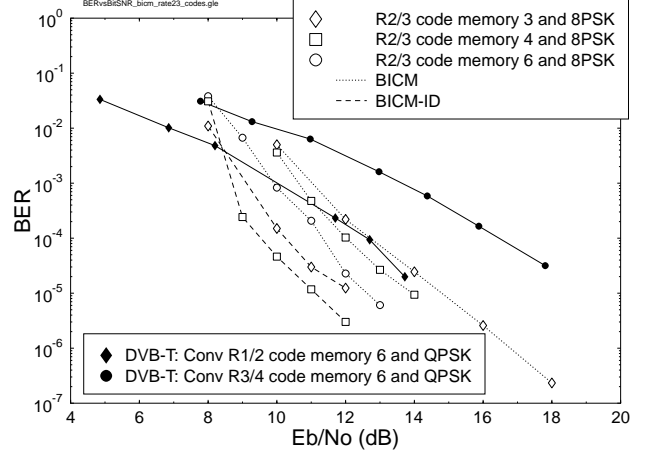 BERvsBitSNR_bicm_rate23_codes.gle
R2/3 code memory 3 and 8PSK
R2/3 code memory 4 and 8PSK
R2/3 code memory 6 and 8PSK
BICM
BICM-ID
10^0
10^-1
10^-2
10^-3
10^-4
10^-5
10^-6
10^-7
BER
DVB-T: Conv R1/2 code memory 6 and QPSK
DVB-T: Conv R3/4 code memory 6 and QPSK
4 6 8 10 12 14 16 18 20
Eb/No (dB)